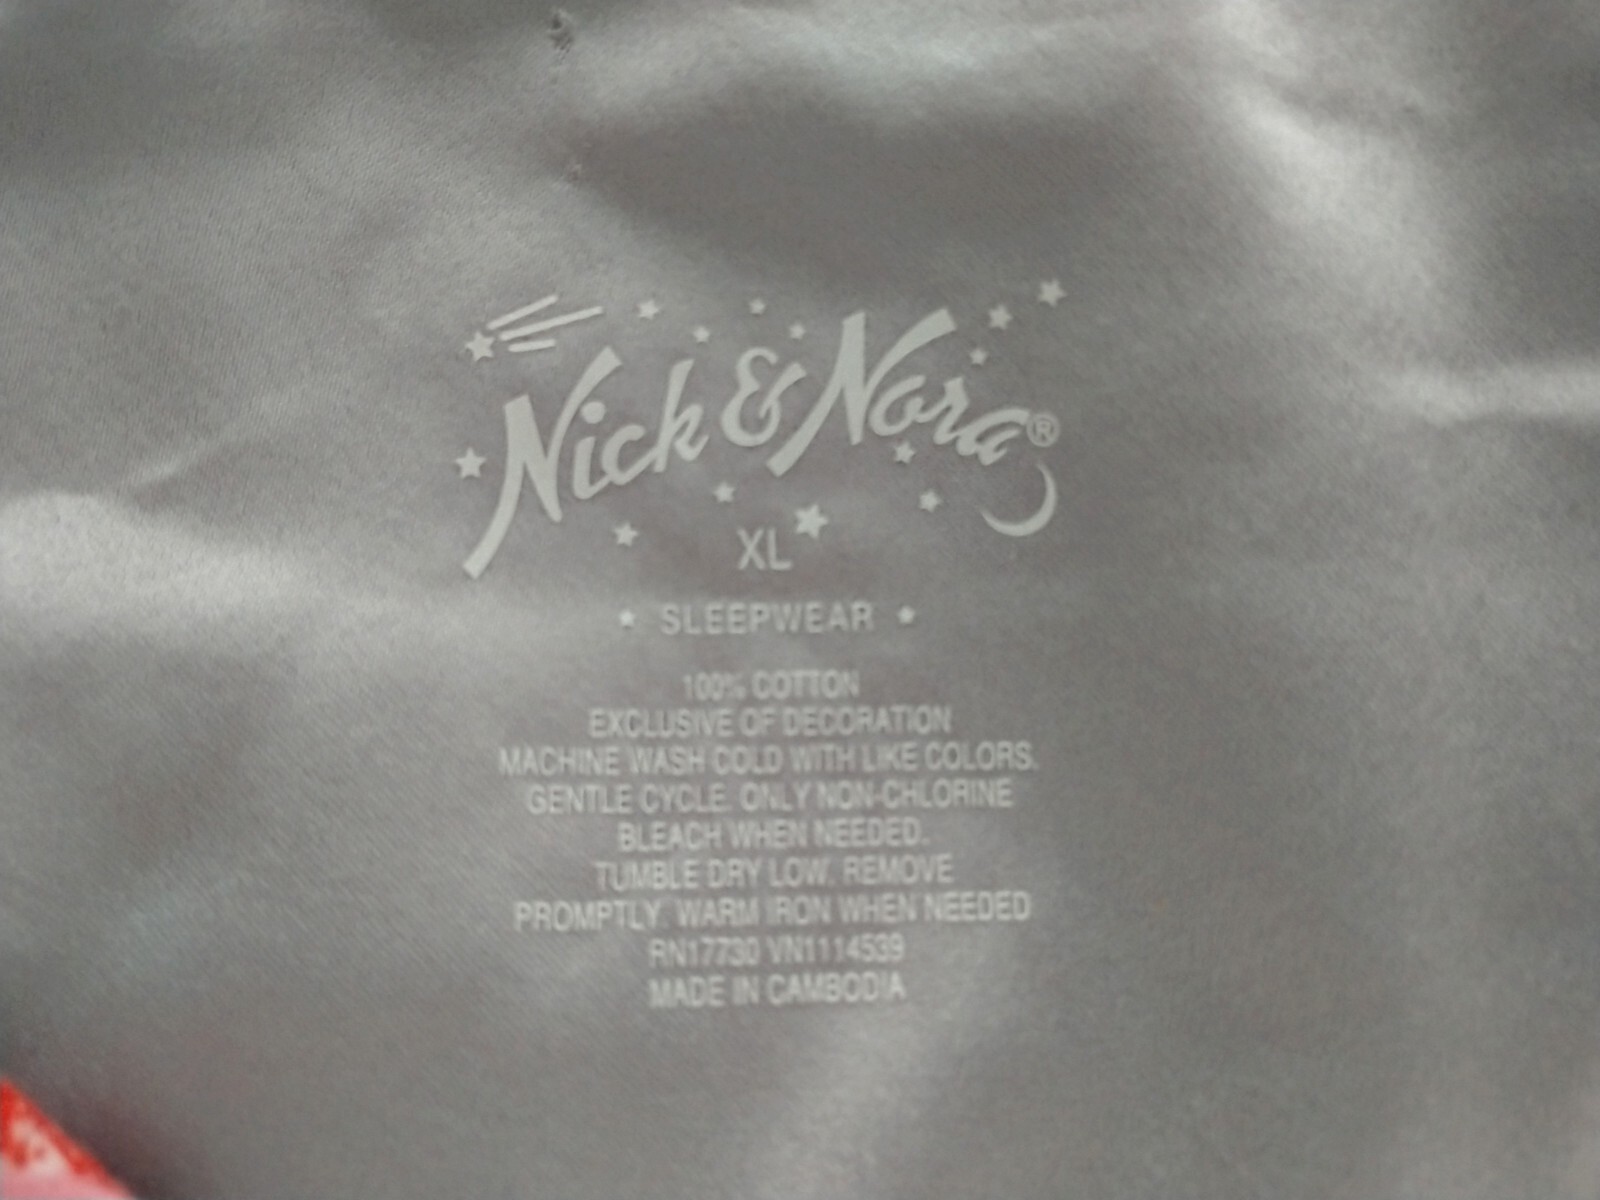 Nick & Nora®
XL
SLEEPWEAR
100% COTTON
EXCLUSIVE OF DECORATION
MACHINE WASH COLD WITH LIKE COLORS.
GENTLE CYCLE. ONLY NON-CHLORINE
BLEACH WHEN NEEDED.
TUMBLE DRY LOW. REMOVE
PROMPTLY. WARM IRON WHEN NEEDED
RN17730 VN1114539
MADE IN CAMBODIA